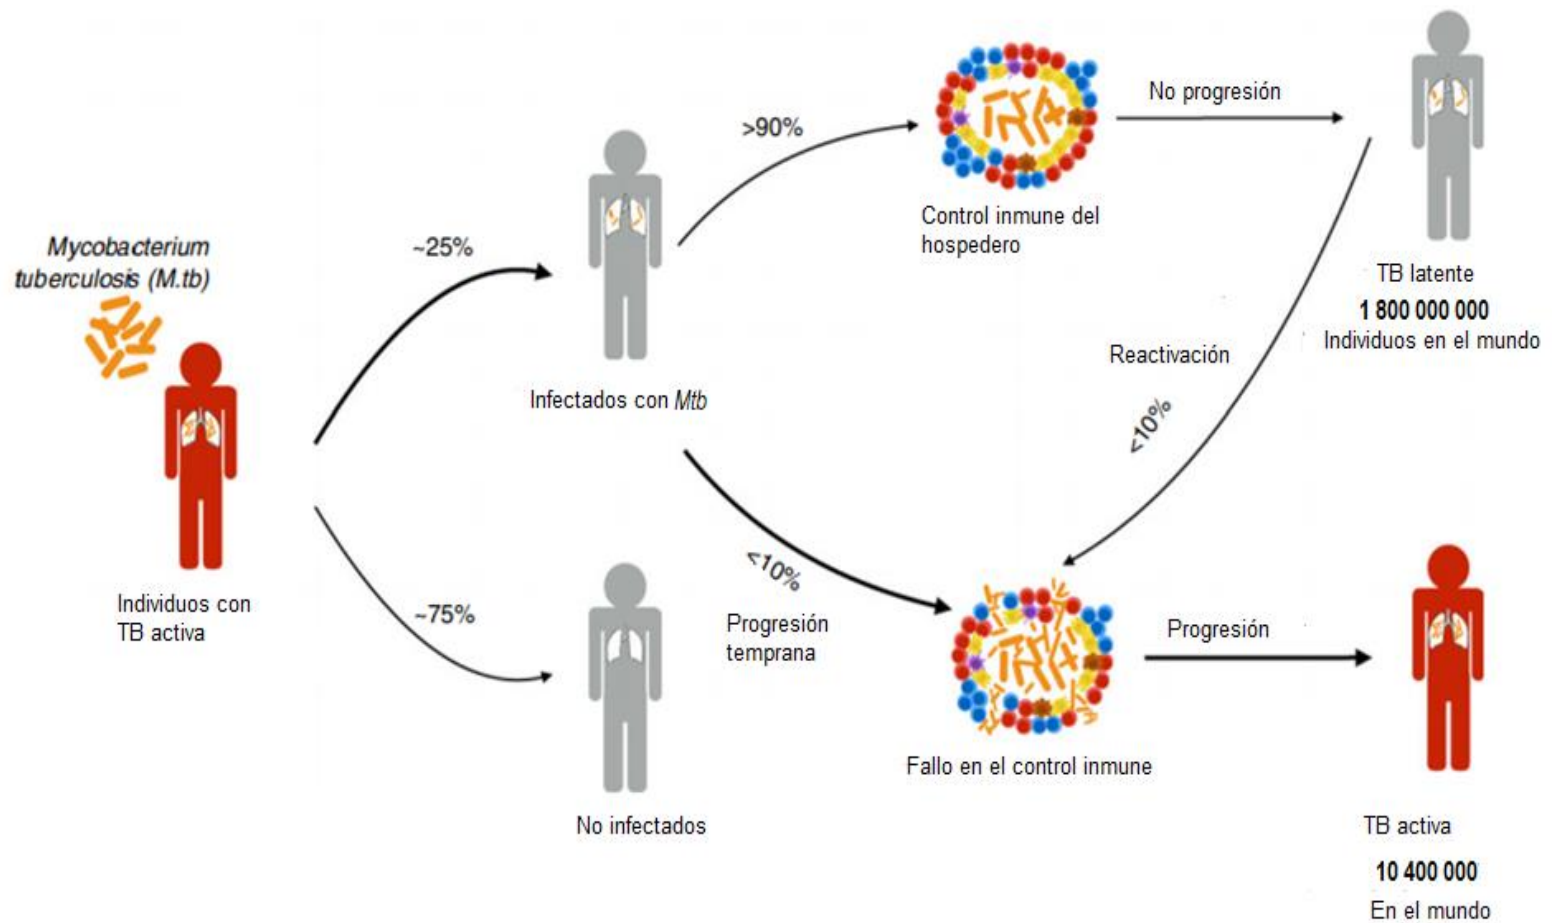 Mycobacterium
tuberculosis (M.tb)
Individuos con
TB activa
~25%
~75%
Infectados con Mtb
No infectados
>90%
<10%
Progresión
temprana
Control inmune del
hospedero
No progresión
TB latente
1 800 000 000
Individuos en el mundo
Reactivación
<10%
Fallo en el control inmune
Progresión
TB activa
10 400 000
En el mundo